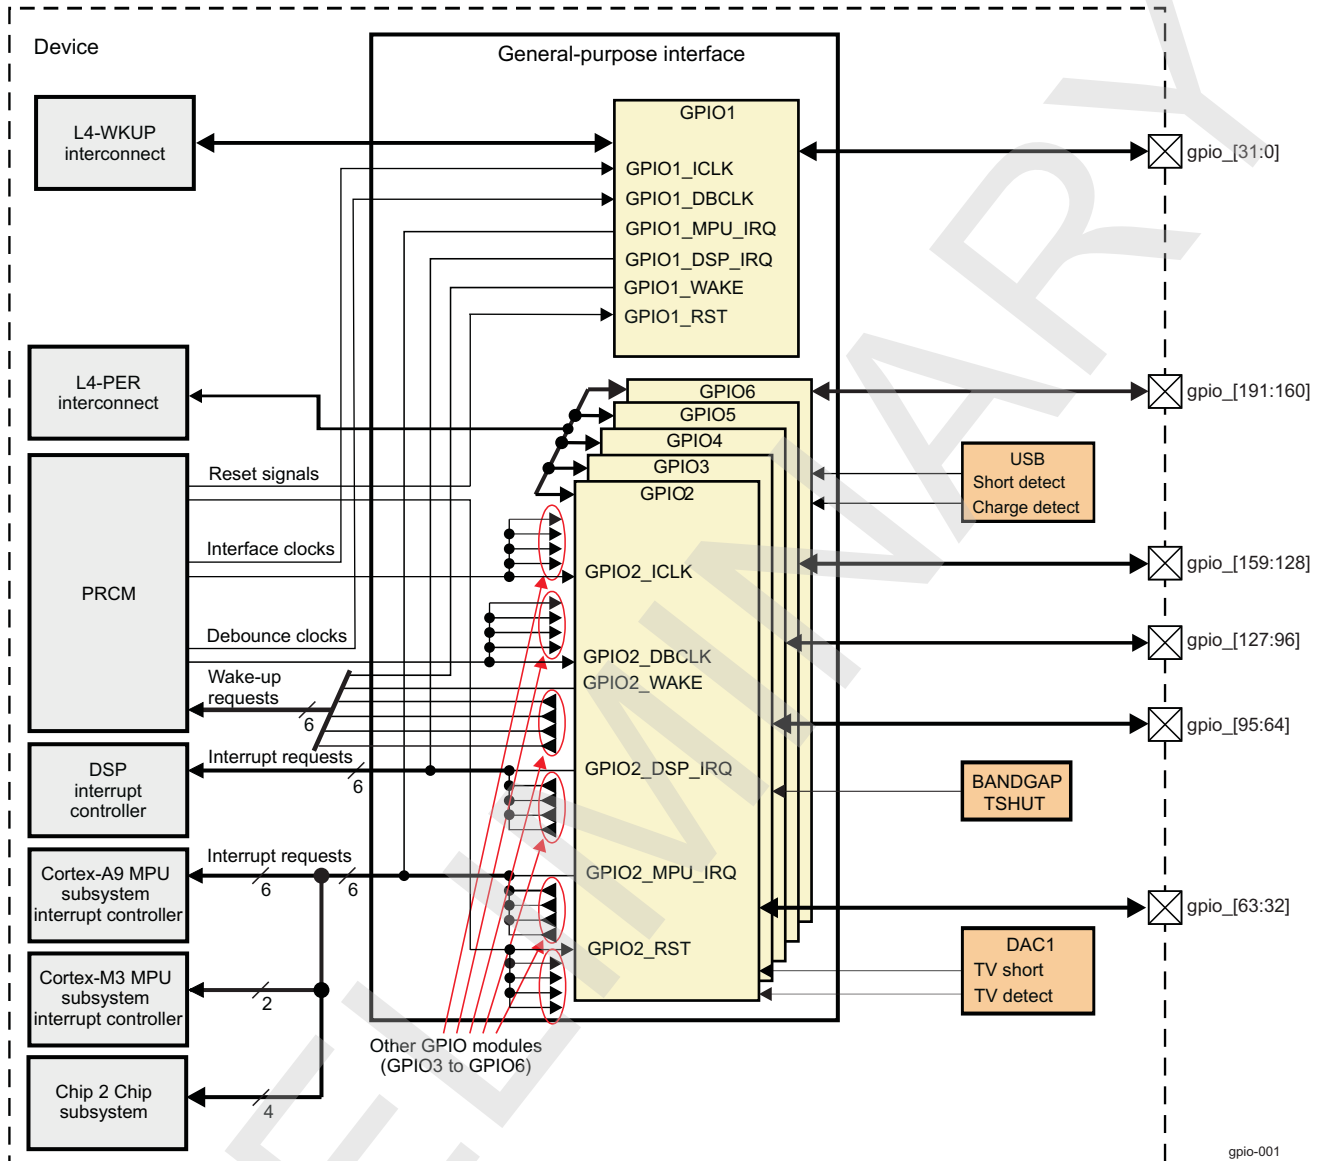 Device
General-purpose interface
L4-WKUP
interconnect
GPIO1
GPIO1_ICLK
GPIO1_DBCLK
GPIO1_MPU_IRQ
GPIO1_DSP_IRQ
GPIO1_WAKE
GPIO1_RST
gpio_[31:0]
L4-PER
interconnect
GPIO6
GPIO5
GPIO4
GPIO3
GPIO2
gpio_[191:160]
USB
Short detect
Charge detect
PRCM
Reset signals
Interface clocks
Debounce clocks
Wake-up
requests
6
6
GPIO2_ICLK
GPIO2_DBCLK
GPIO2_WAKE
GPIO2_DSP_IRQ
GPIO2_MPU_IRQ
GPIO2_RST
gpio_[159:128]
gpio_[127:96]
gpio_[95:64]
DSP
interrupt
controller
Interrupt requests
6
BANDGAP
TSHUT
Cortex-A9 MPU
subsystem
interrupt controller
Interrupt requests
6
6
gpio_[63:32]
DAC1
TV short
TV detect
Cortex-M3 MPU
subsystem
interrupt controller
2
Other GPIO modules
(GPIO3 to GPIO6)
Chip 2 Chip
subsystem
4
gpio-001
ELIMINARY